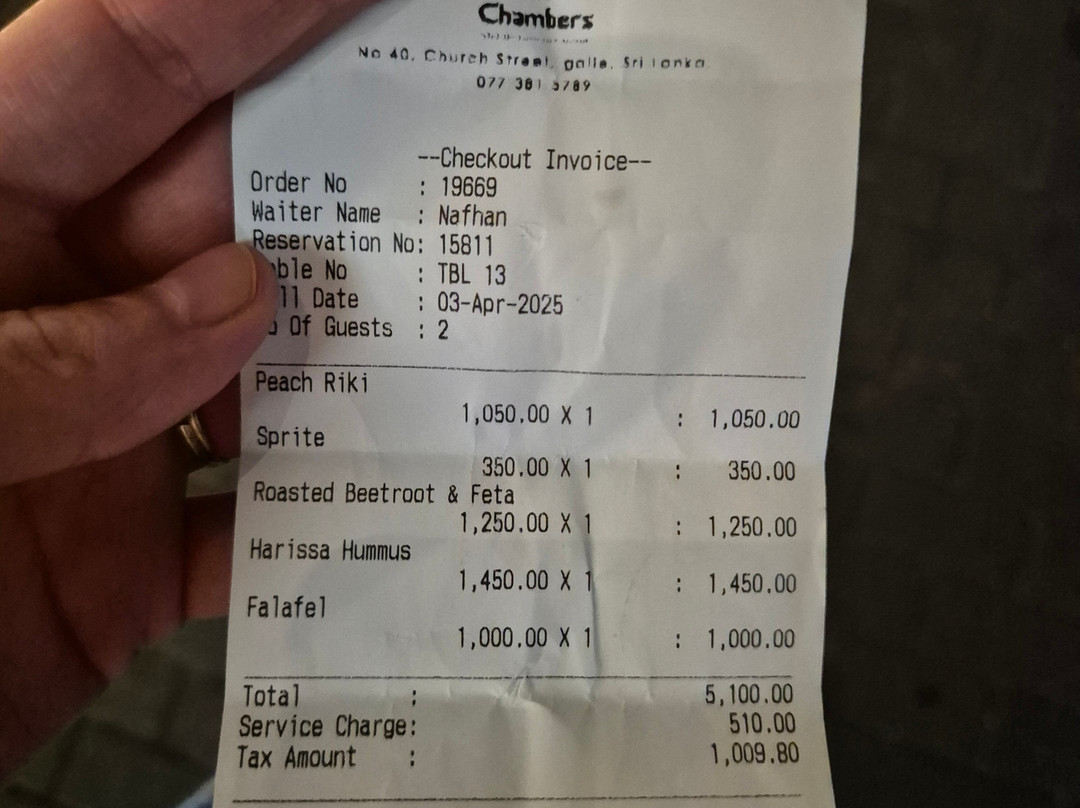 Chambers
No 40, Church Street, galle, Sri Lanka
077 381 5789
--Checkout Invoice--
Order No : 19669
Waiter Name : Nafhan
Reservation No: 15811
ble No : TBL 13
ll Date : 03-Apr-2025
o Of Guests : 2
Peach Riki
1,050.00 X 1 : 1,050.00
Sprite
350.00 X 1 : 350.00
Roasted Beetroot & Feta
1,250.00 X 1 : 1,250.00
Harissa Hummus
1,450.00 X 1 : 1,450.00
Falafel
1,000.00 X 1 : 1,000.00
Total : 5,100.00
Service Charge: 510.00
Tax Amount : 1,009.80